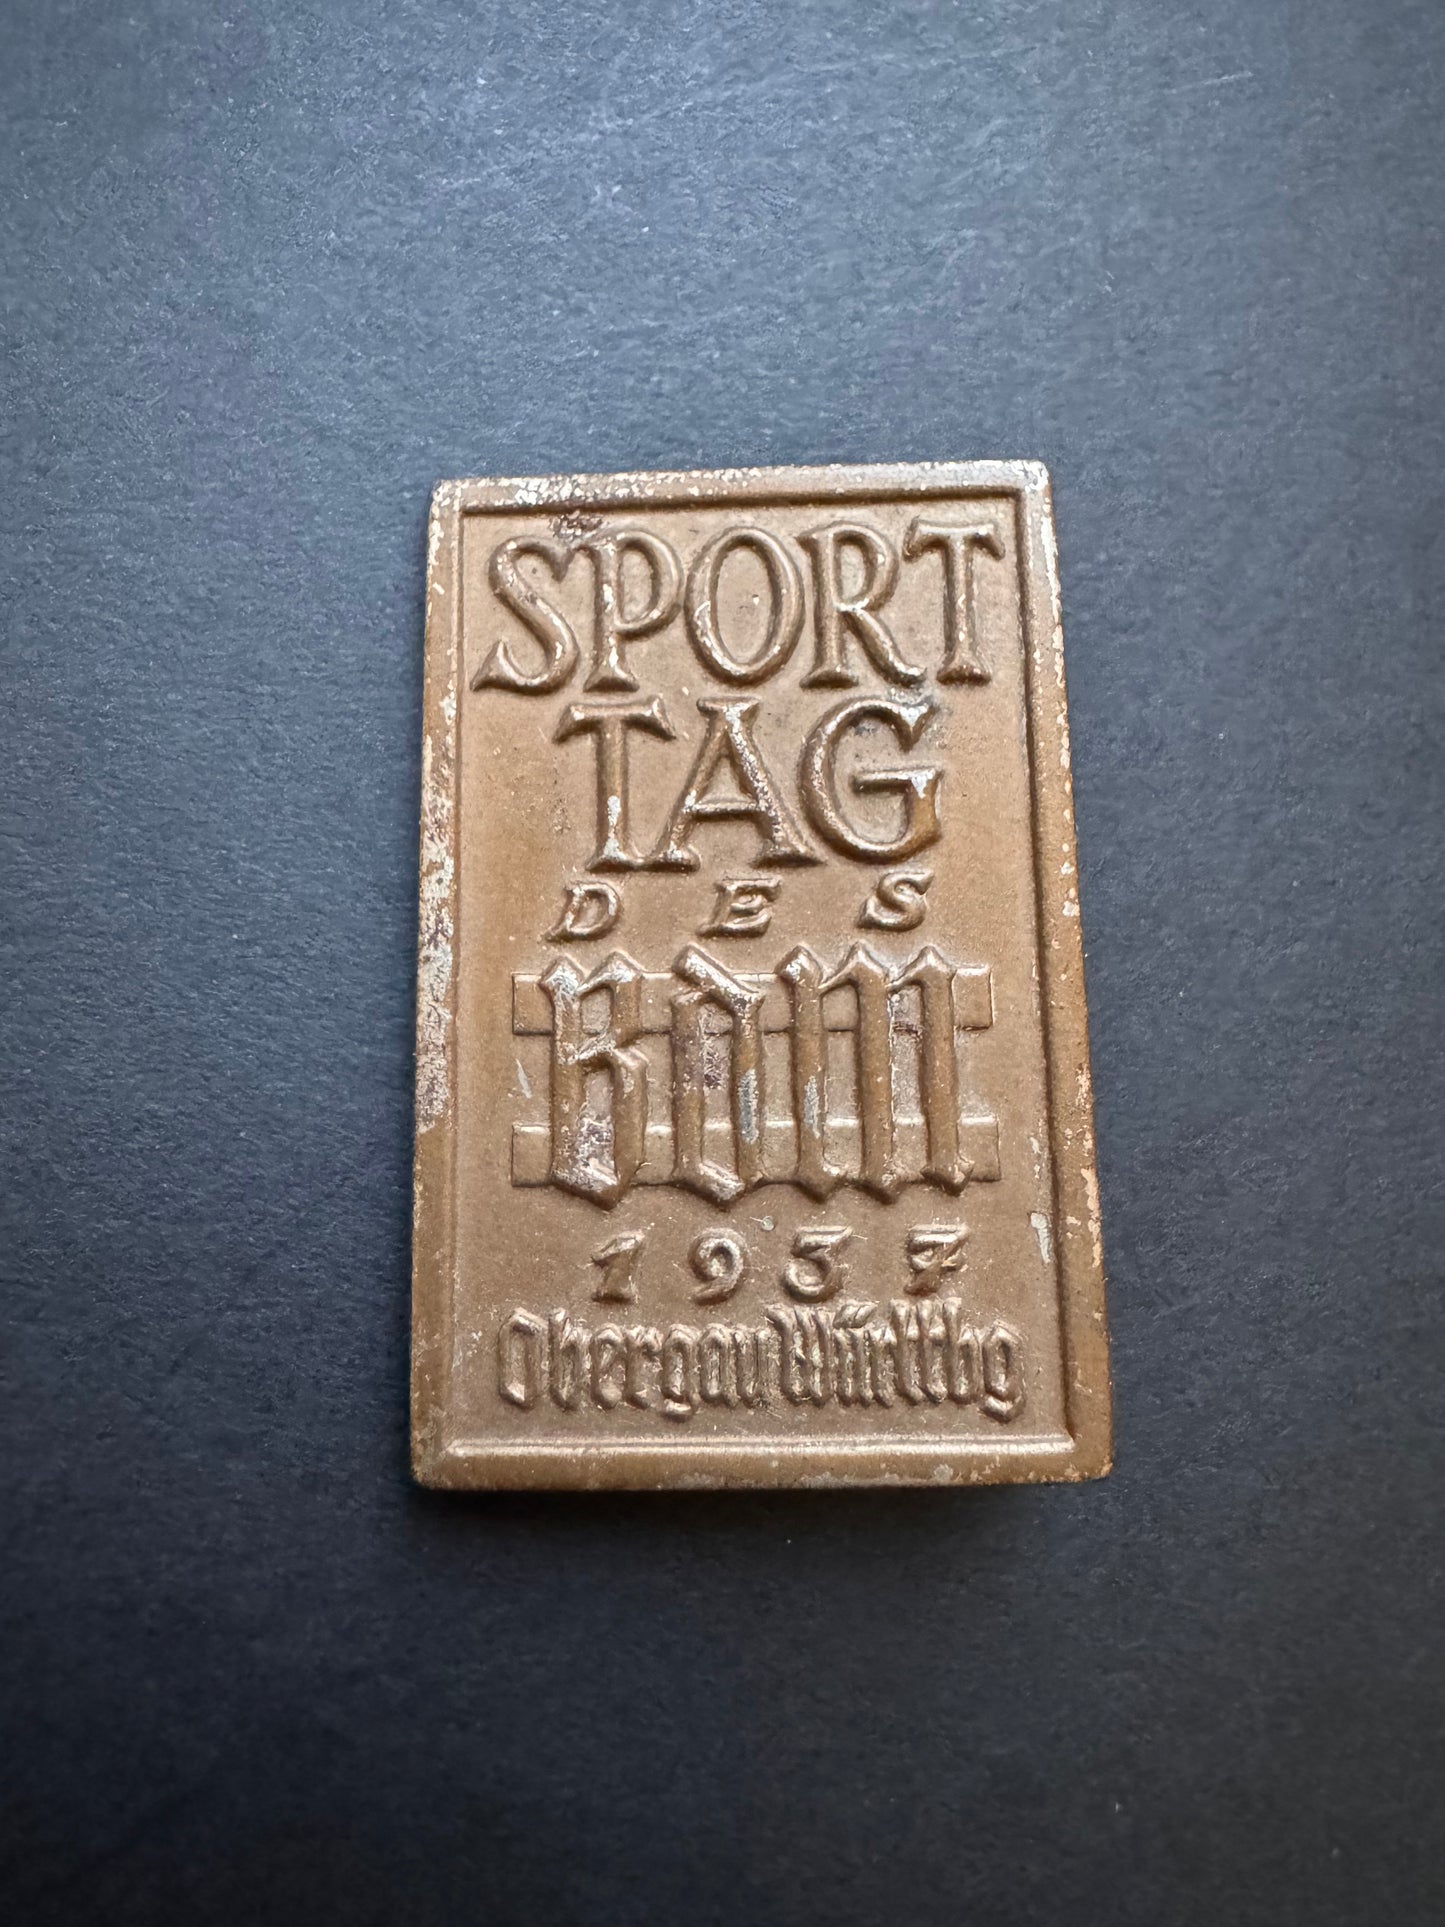 SPORT
TAG
DES
BdM
1937
Obergau Württbg